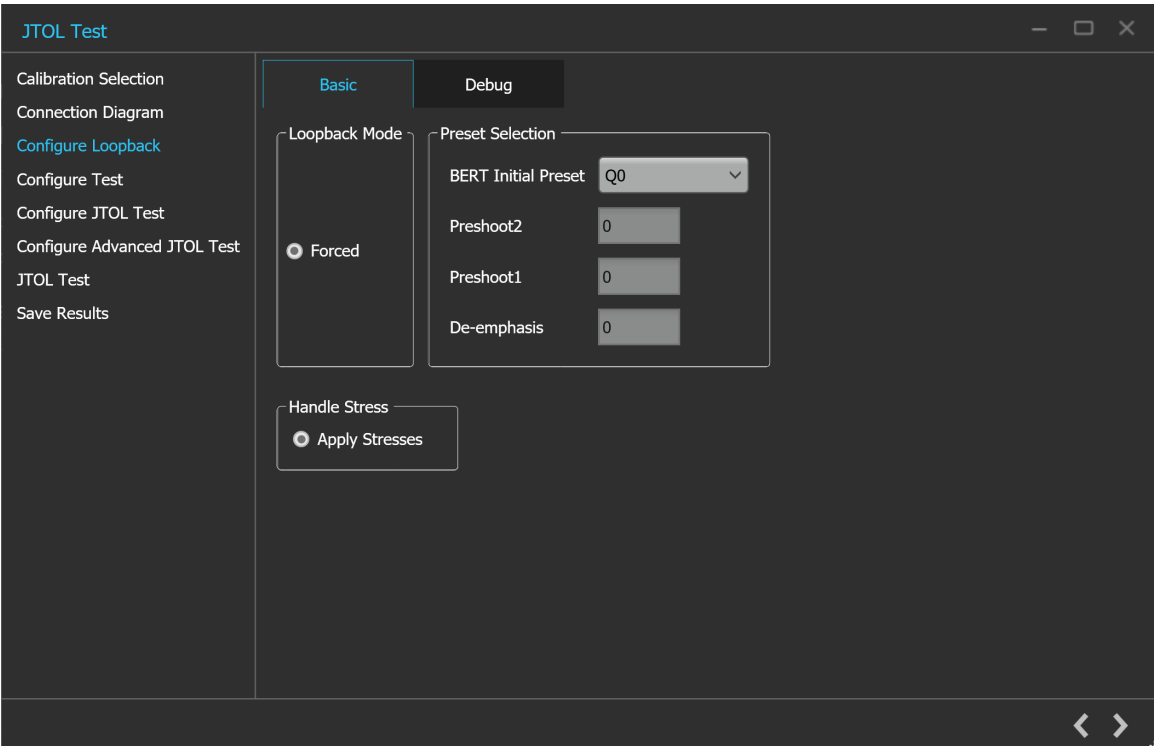 JTOL Test
Calibration Selection
Connection Diagram
Configure Loopback
Configure Test
Configure JTOL Test
Configure Advanced JTOL Test
JTOL Test
Save Results
Basic
Debug
Loopback Mode
Forced
Preset Selection
BERT Initial Preset Q0
Preshoot2 0
Preshoot1 0
De-emphasis 0
Handle Stress
Apply Stresses